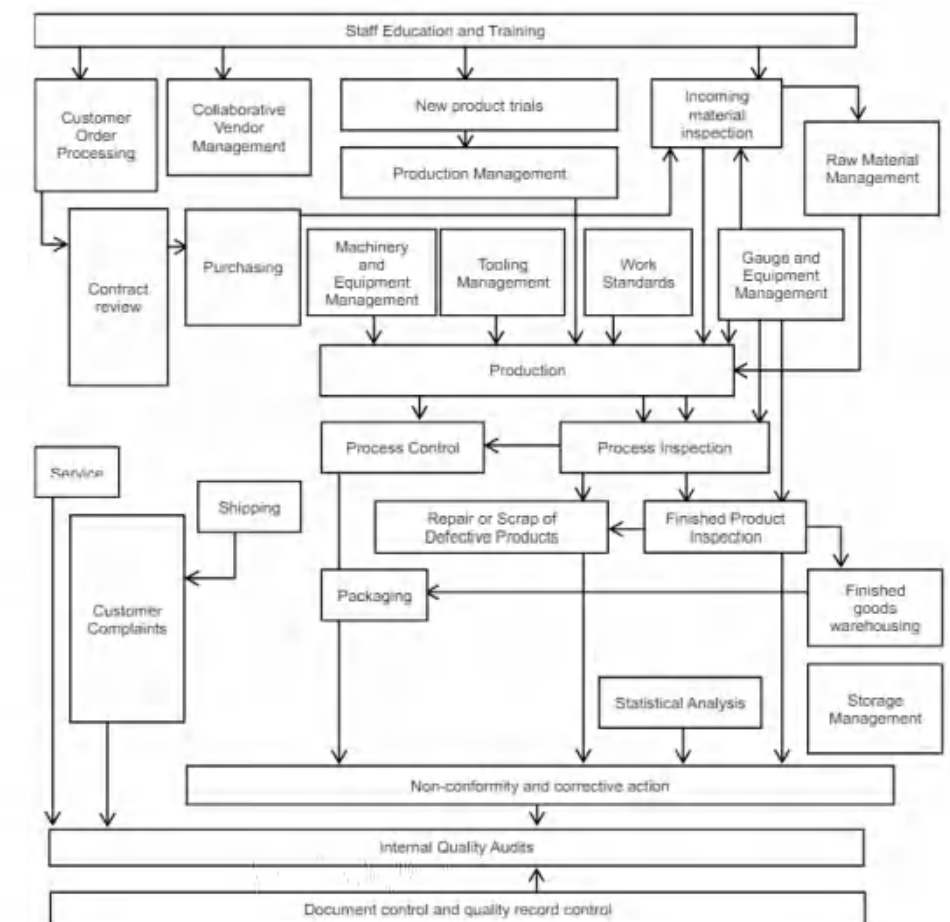 Staff Education and Training
Customer
Order
Processing
Collaborative
Vendor
Management
New product trials
Incoming
material
inspection
Production Management
Raw Material
Management
Contract
review
Purchasing
Machinery
and
Equipment
Management
Tooling
Management
Work
Standards
Gauge and
Equipment
Management
Production
Process Control
Process Inspection
Service
Shipping
Repair or Scrap of
Defective Products
Finished Product
Inspection
Customer
Complaints
Packaging
Finished
goods
warehousing
Statistical Analysis
Storage
Management
Non-conformity and corrective action
Internal Quality Audits
Document control and quality record control